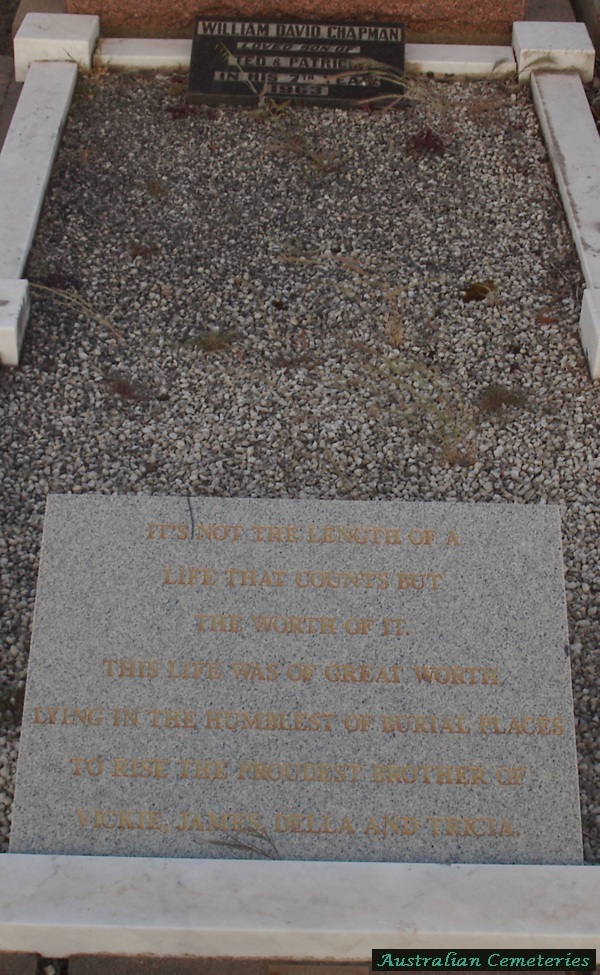 WILLIAM DAVID CHAPMAN
LOVED SON OF
TED & PATRICIA
IN HIS 7TH YEAR
1963
IT'S NOT THE LENGTH OF A
LIFE THAT COUNTS BUT
THE WORTH OF IT.
THIS LIFE WAS OF GREAT WORTH
LYING IN THE HUMBLEST OF BURIAL PLACES
TO RISE THE PROUDEST BROTHER OF
VICKIE, JAMES, DELLA AND TRICIA.
Australian Cemeteries